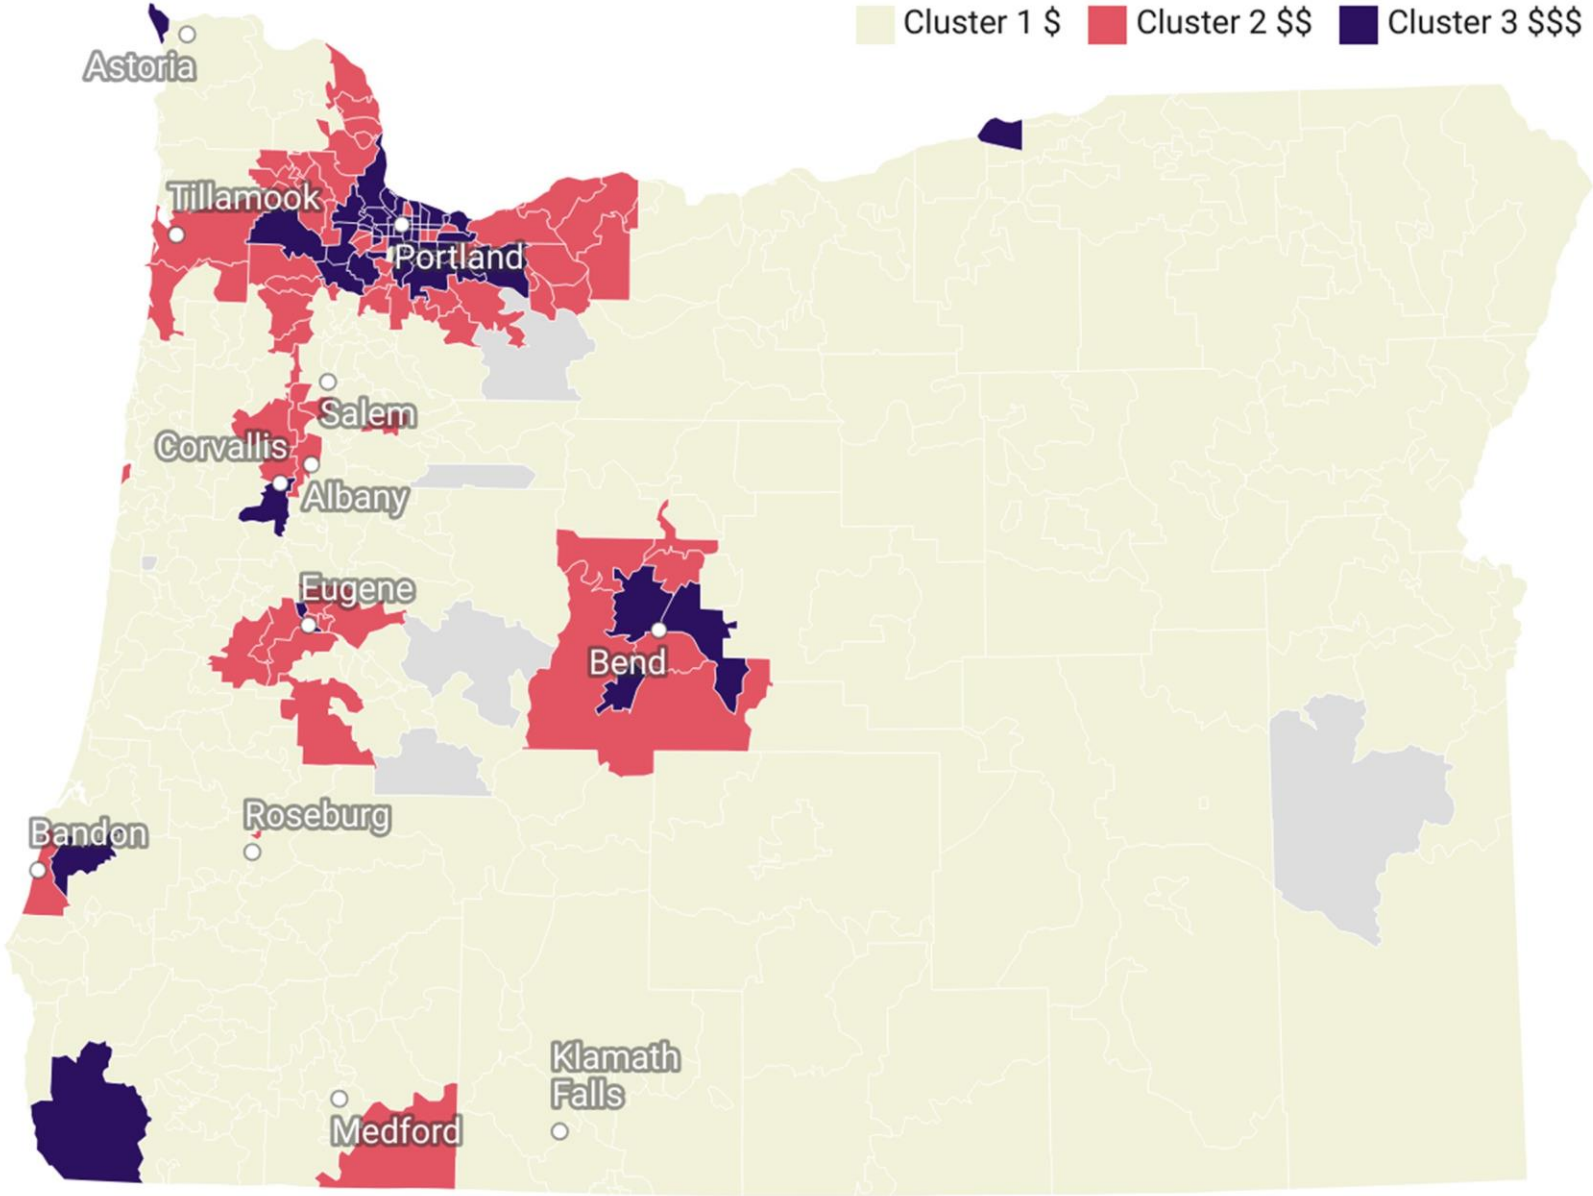 Cluster 1 $ Cluster 2 $$ Cluster 3 $$$
Astoria
Tillamook
Portland
Salem
Corvallis
Albany
Eugene
Bend
Roseburg
Bandon
Klamath
Falls
Medford